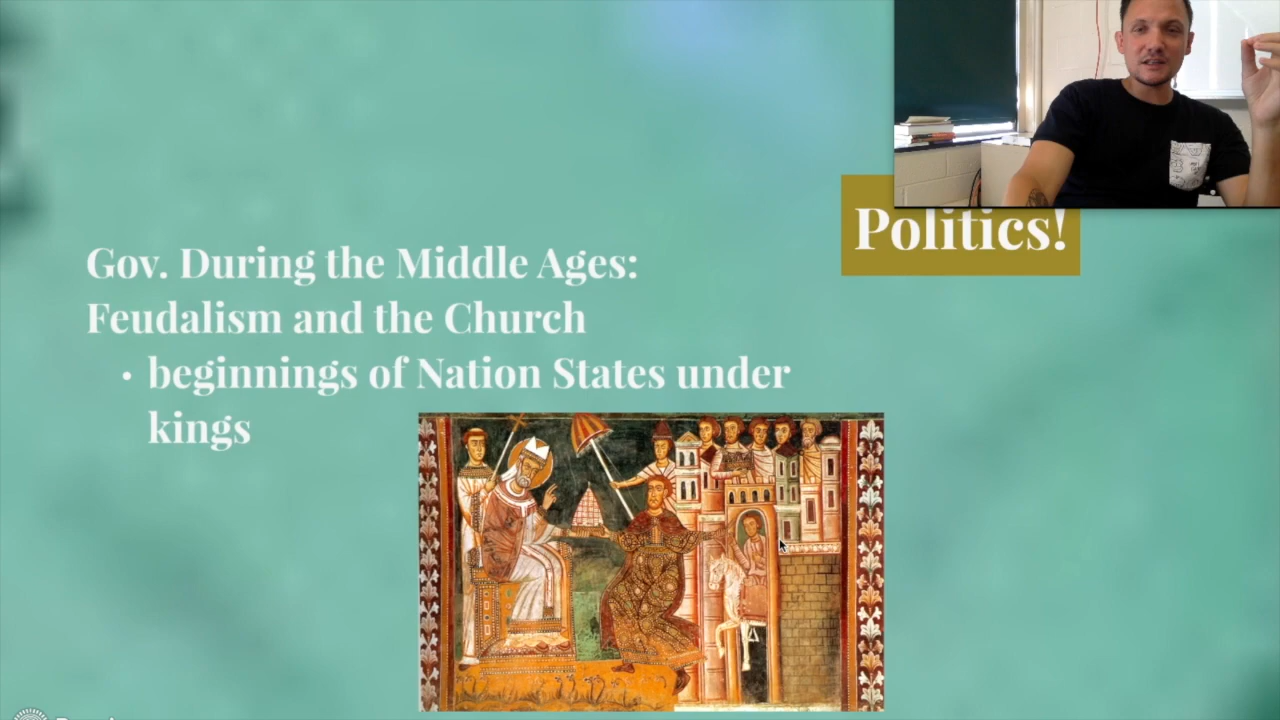 Politics!
Gov. During the Middle Ages:
Feudalism and the Church
• beginnings of Nation States under
kings